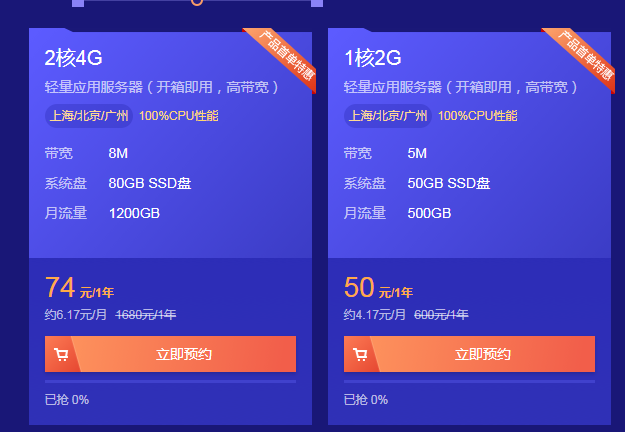 产品首单特惠
2核4G
轻量应用服务器（开箱即用，高带宽）
上海/北京/广州 100%CPU性能
带宽 8M
系统盘 80GB SSD盘
月流量 1200GB
74 元/1年
约6.17元/月 1680元/1年
立即预约
已抢 0%
产品首单特惠
1核2G
轻量应用服务器（开箱即用，高带宽）
上海/北京/广州 100%CPU性能
带宽 5M
系统盘 50GB SSD盘
月流量 500GB
50 元/1年
约4.17元/月 600元/1年
立即预约
已抢 0%